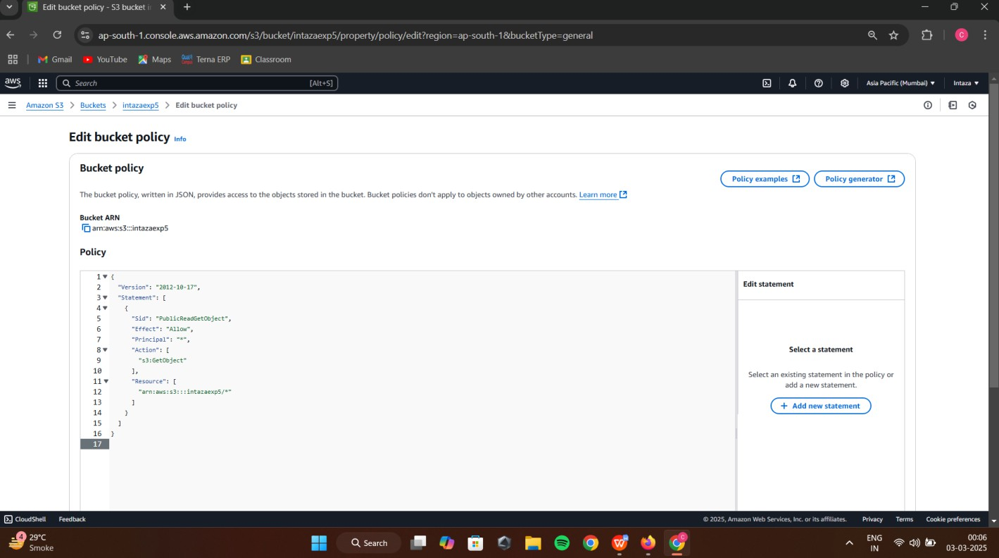 Edit bucket policy - S3 bucket i
ap-south-1.console.aws.amazon.com/s3/bucket/intazaexp5/property/policy/edit?region=ap-south-1&bucketType=general
C
Gmail YouTube Maps Terna ERP Classroom
aws Search [Alt+S] Asia Pacific (Mumbai) Intaza
Amazon S3 > Buckets > intazaexp5 > Edit bucket policy
Edit bucket policy Info
Bucket policy
Policy examples Policy generator
The bucket policy, written in JSON, provides access to the objects stored in the bucket. Bucket policies don't apply to objects owned by other accounts. Learn more
Bucket ARN
arn:aws:s3:::intazaexp5
Policy
1 {
2 "Version": "2012-10-17",
3 "Statement": [
4 {
5 "Sid": "PublicReadGetObject",
6 "Effect": "Allow",
7 "Principal": "*",
8 "Action": [
9 "s3:GetObject"
10 ],
11 "Resource": [
12 "arn:aws:s3:::intazaexp5/*"
13 ]
14 }
15 ]
16 }
17
Edit statement
Select a statement
Select an existing statement in the policy or
add a new statement.
+ Add new statement
CloudShell Feedback © 2025, Amazon Web Services, Inc. or its affiliates. Privacy Terms Cookie preferences
4 29°C
Smoke
Search
ENG
IN
00:06
03-03-2025